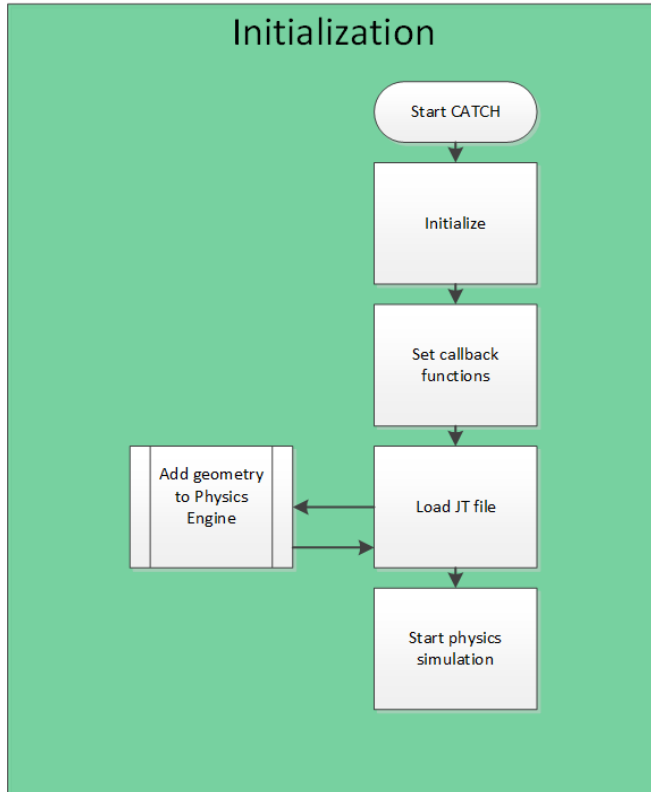 Initialization
Start CATCH
Initialize
Set callback
functions
Add geometry
to Physics
Engine
Load JT file
Start physics
simulation